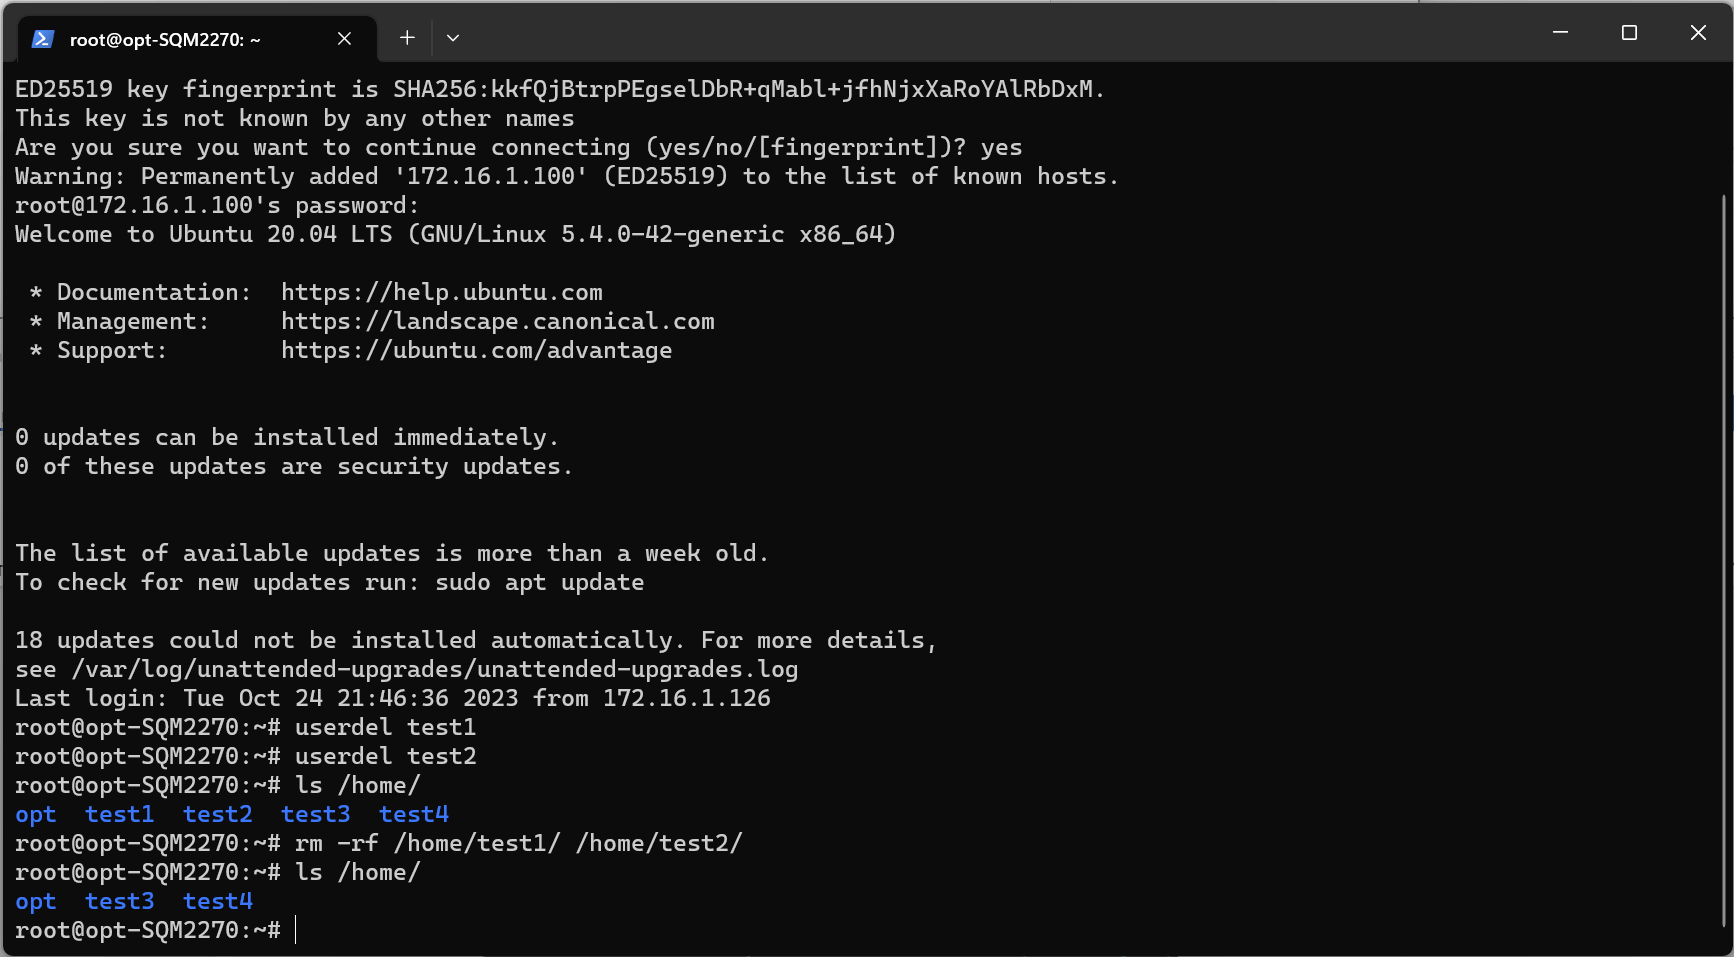 root@opt-SQM2270: ~
ED25519 key fingerprint is SHA256:kkfQjBtrpPEgselDbR+qMabl+jfhNjxXaRoYAlRbDxM.
This key is not known by any other names
Are you sure you want to continue connecting (yes/no/[fingerprint])? yes
Warning: Permanently added '172.16.1.100' (ED25519) to the list of known hosts.
root@172.16.1.100's password:
Welcome to Ubuntu 20.04 LTS (GNU/Linux 5.4.0-42-generic x86_64)
 * Documentation:  https://help.ubuntu.com
 * Management:     https://landscape.canonical.com
 * Support:        https://ubuntu.com/advantage
0 updates can be installed immediately.
0 of these updates are security updates.
The list of available updates is more than a week old.
To check for new updates run: sudo apt update
18 updates could not be installed automatically. For more details,
see /var/log/unattended-upgrades/unattended-upgrades.log
Last login: Tue Oct 24 21:46:36 2023 from 172.16.1.126
root@opt-SQM2270:~# userdel test1
root@opt-SQM2270:~# userdel test2
root@opt-SQM2270:~# ls /home/
opt  test1  test2  test3  test4
root@opt-SQM2270:~# rm -rf /home/test1/ /home/test2/
root@opt-SQM2270:~# ls /home/
opt  test3  test4
root@opt-SQM2270:~#